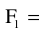 F₁ =